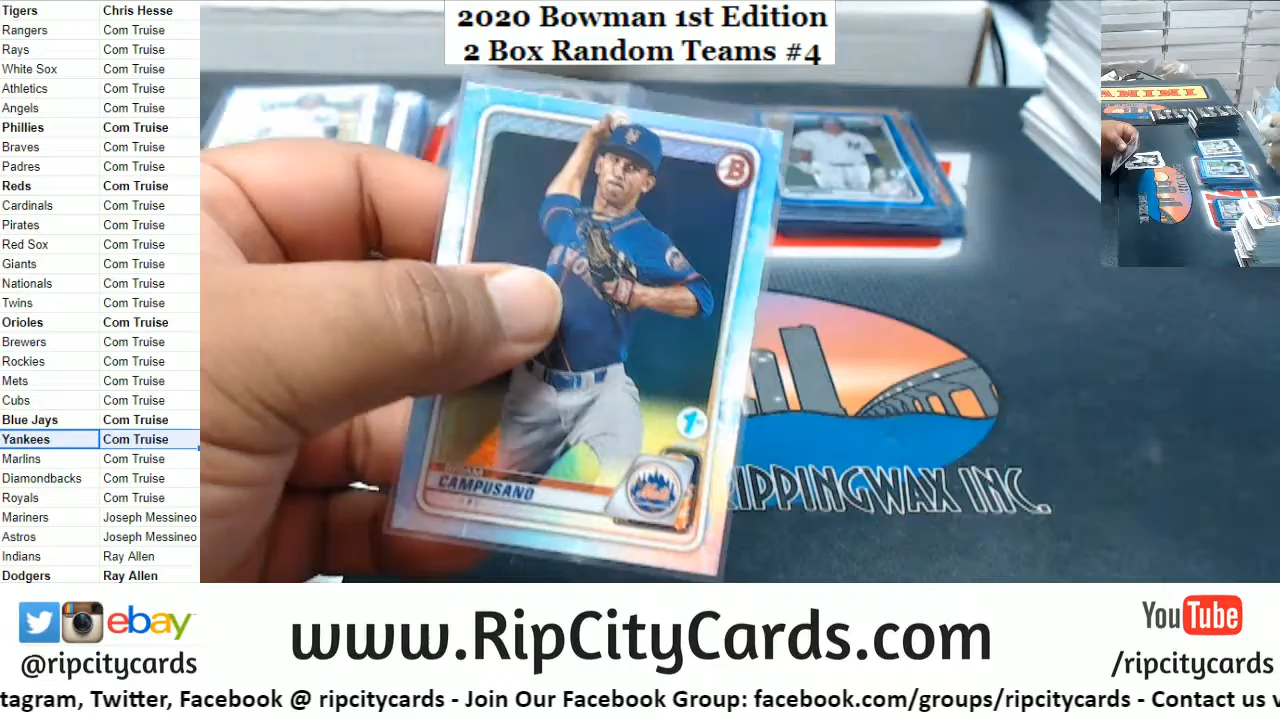 2020 Bowman 1st Edition
2 Box Random Teams #4
Tigers Chris Hesse
Rangers Com Truise
Rays Com Truise
White Sox Com Truise
Athletics Com Truise
Angels Com Truise
Phillies Com Truise
Braves Com Truise
Padres Com Truise
Reds Com Truise
Cardinals Com Truise
Pirates Com Truise
Red Sox Com Truise
Giants Com Truise
Nationals Com Truise
Twins Com Truise
Orioles Com Truise
Brewers Com Truise
Rockies Com Truise
Mets Com Truise
Cubs Com Truise
Blue Jays Com Truise
Yankees Com Truise
Marlins Com Truise
Diamondbacks Com Truise
Royals Com Truise
Mariners Joseph Messineo
Astros Joseph Messineo
Indians Ray Allen
Dodgers Ray Allen
B
1st
CAMPUSANO
Mets
RIPPINGWAX INC.
ebay
@ripcitycards
www.RipCityCards.com
YouTube
/ripcitycards
stagram, Twitter, Facebook @ ripcitycards - Join Our Facebook Group: facebook.com/groups/ripcitycards - Contact us v